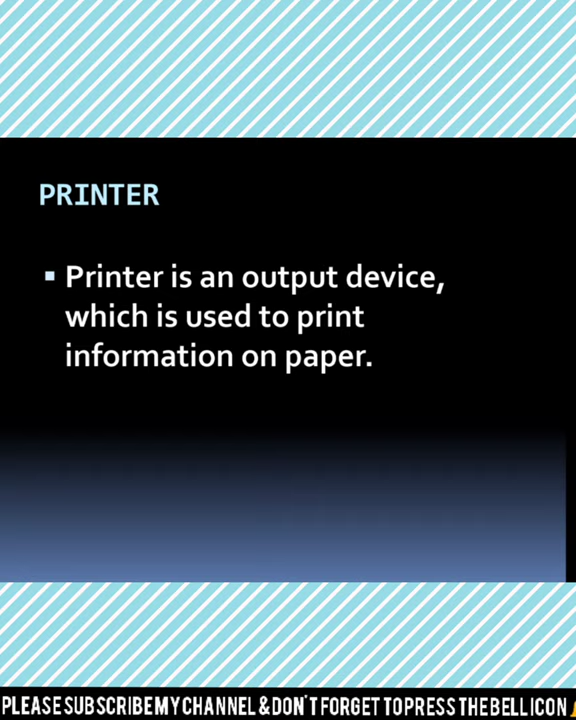 PRINTER
▪ Printer is an output device,
which is used to print
information on paper.
PLEASE SUBSCRIBE MY CHANNEL & DON'T FORGET TO PRESS THE BELL ICON